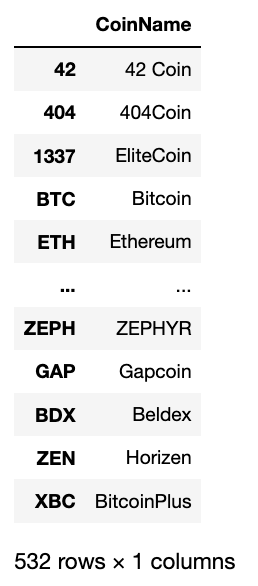 CoinName
42 42 Coin
404 404Coin
1337 EliteCoin
BTC Bitcoin
ETH Ethereum
... ...
ZEPH ZEPHYR
GAP Gapcoin
BDX Beldex
ZEN Horizen
XBC BitcoinPlus
532 rows × 1 columns